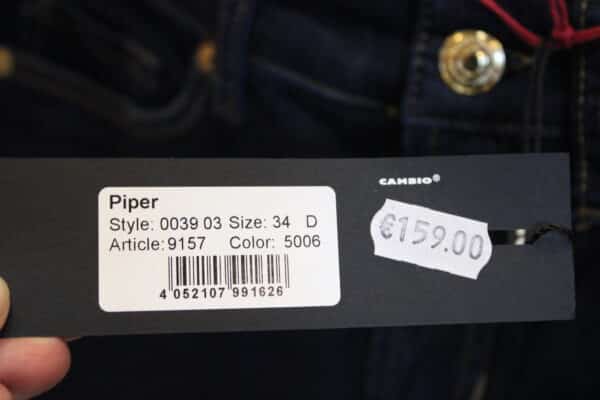 CAMBIO®
Piper
Style: 0039 03 Size: 34 D
Article: 9157 Color: 5006
4 052107 991626
€159.00